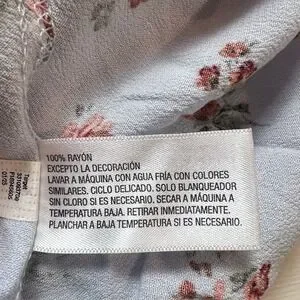 100% RAYÓN
EXCEPTO LA DECORACIÓN
LAVAR A MÁQUINA CON AGUA FRÍA CON COLORES
SIMILARES. CICLO DELICADO. SOLO BLANQUEADOR
SIN CLORO SI ES NECESARIO. SECAR A MÁQUINA A
TEMPERATURA BAJA. RETIRAR INMEDIATAMENTE.
PLANCHAR A BAJA TEMPERATURA SI ES NECESARIO.
Target